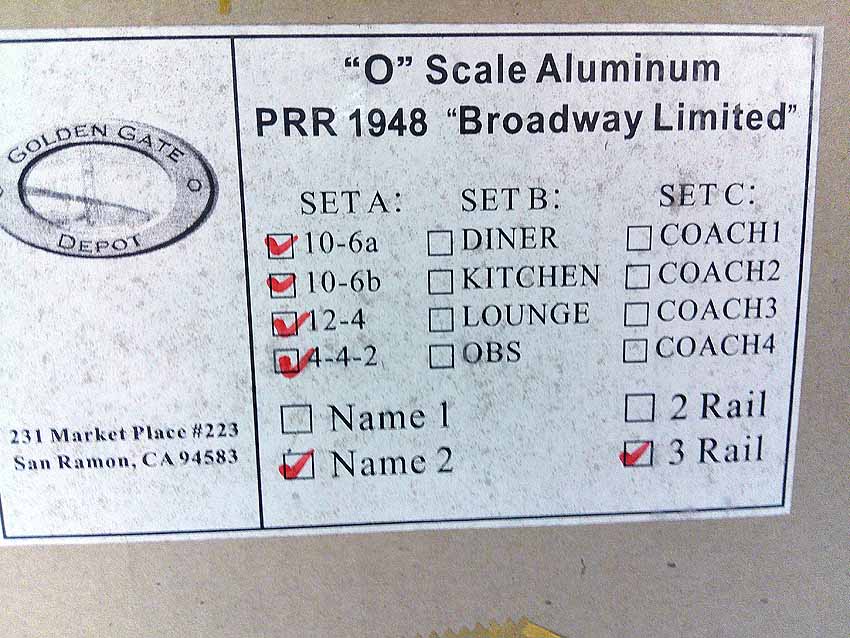 GOLDEN GATE
DEPOT
231 Market Place #223
San Ramon, CA 94583
"O" Scale Aluminum
PRR 1948 "Broadway Limited"
SET A:
10-6a
10-6b
12-4
4-4-2
SET B:
DINER
KITCHEN
LOUNGE
OBS
SET C:
COACH1
COACH2
COACH3
COACH4
Name 1
Name 2
2 Rail
3 Rail